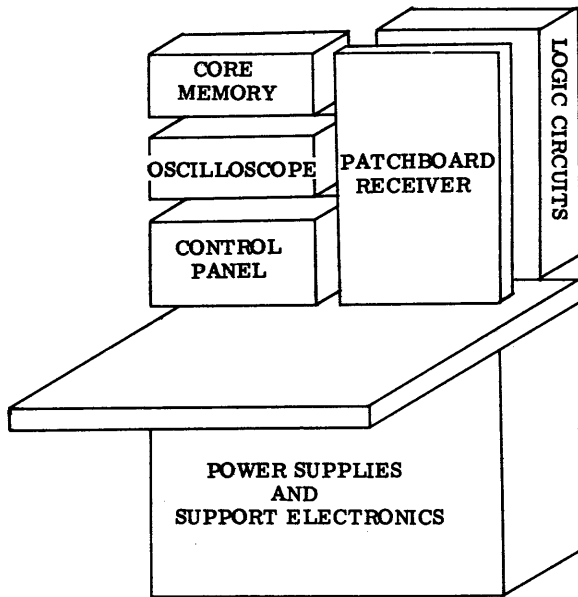 CORE
MEMORY
OSCILLOSCOPE
CONTROL
PANEL
PATCHBOARD
RECEIVER
LOGIC CIRCUITS
POWER SUPPLIES
AND
SUPPORT ELECTRONICS